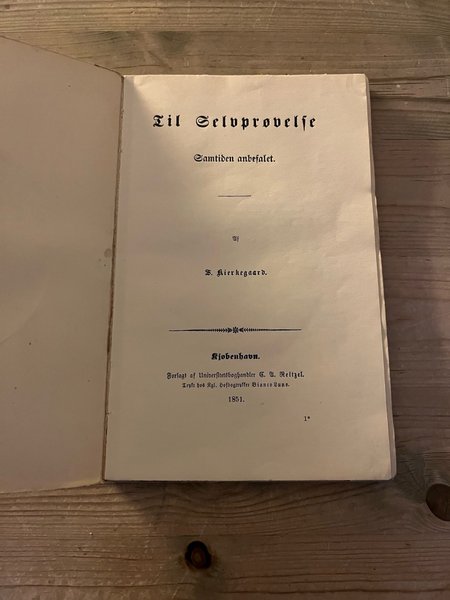 Til Selvprøvelse
Samtiden anbefalet.
Af
S. Kierkegaard.
Kjøbenhavn.
Forlagt af Universitetsboghandler C. A. Reitzel.
Trykt hos Kgl. Hofbogtrykker Bianco Luno.
1851.
1*